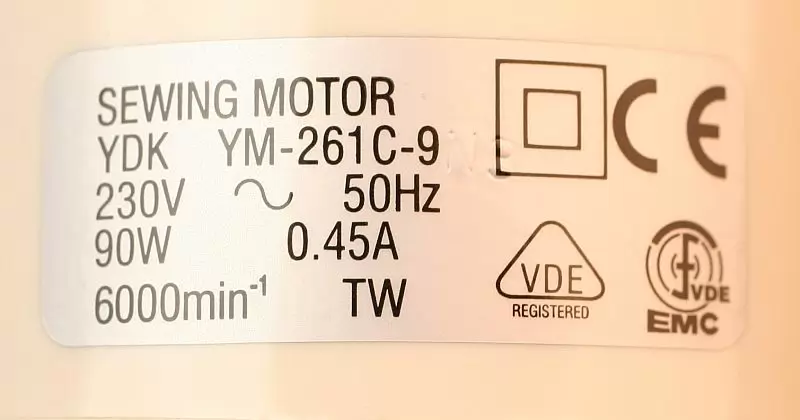 SEWING MOTOR
YDK YM-261C-9
230V ∿ 50Hz
90W 0.45A
6000min⁻¹ TW
CE
VDE
REGISTERED
VDE
EMC